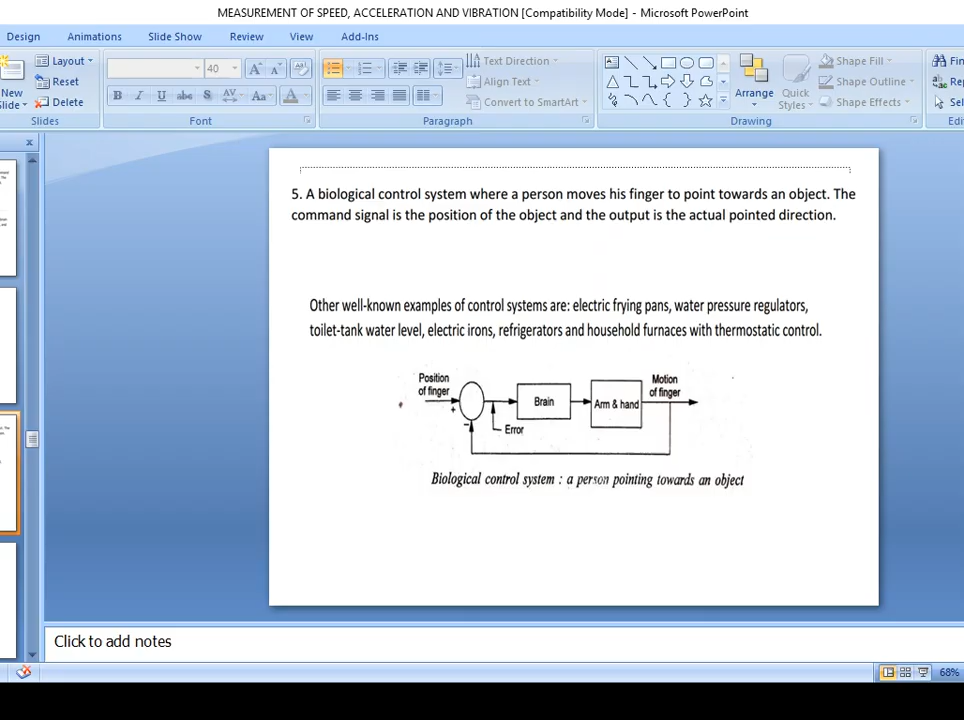 MEASUREMENT OF SPEED, ACCELERATION AND VIBRATION [Compatibility Mode] - Microsoft PowerPoint
Design Animations Slide Show Review View Add-Ins
New Slide
Layout
Reset
Delete
Slides
40
B I U abc AV Aa A
Font
Text Direction
Align Text
Convert to SmartArt
Paragraph
Arrange
Quick Styles
Shape Fill
Shape Outline
Shape Effects
Drawing
5. A biological control system where a person moves his finger to point towards an object. The
command signal is the position of the object and the output is the actual pointed direction.
Other well-known examples of control systems are: electric frying pans, water pressure regulators,
toilet-tank water level, electric irons, refrigerators and household furnaces with thermostatic control.
Position
of finger
+
−
Error
Brain
Arm & hand
Motion
of finger
Biological control system : a person pointing towards an object
Click to add notes
68%